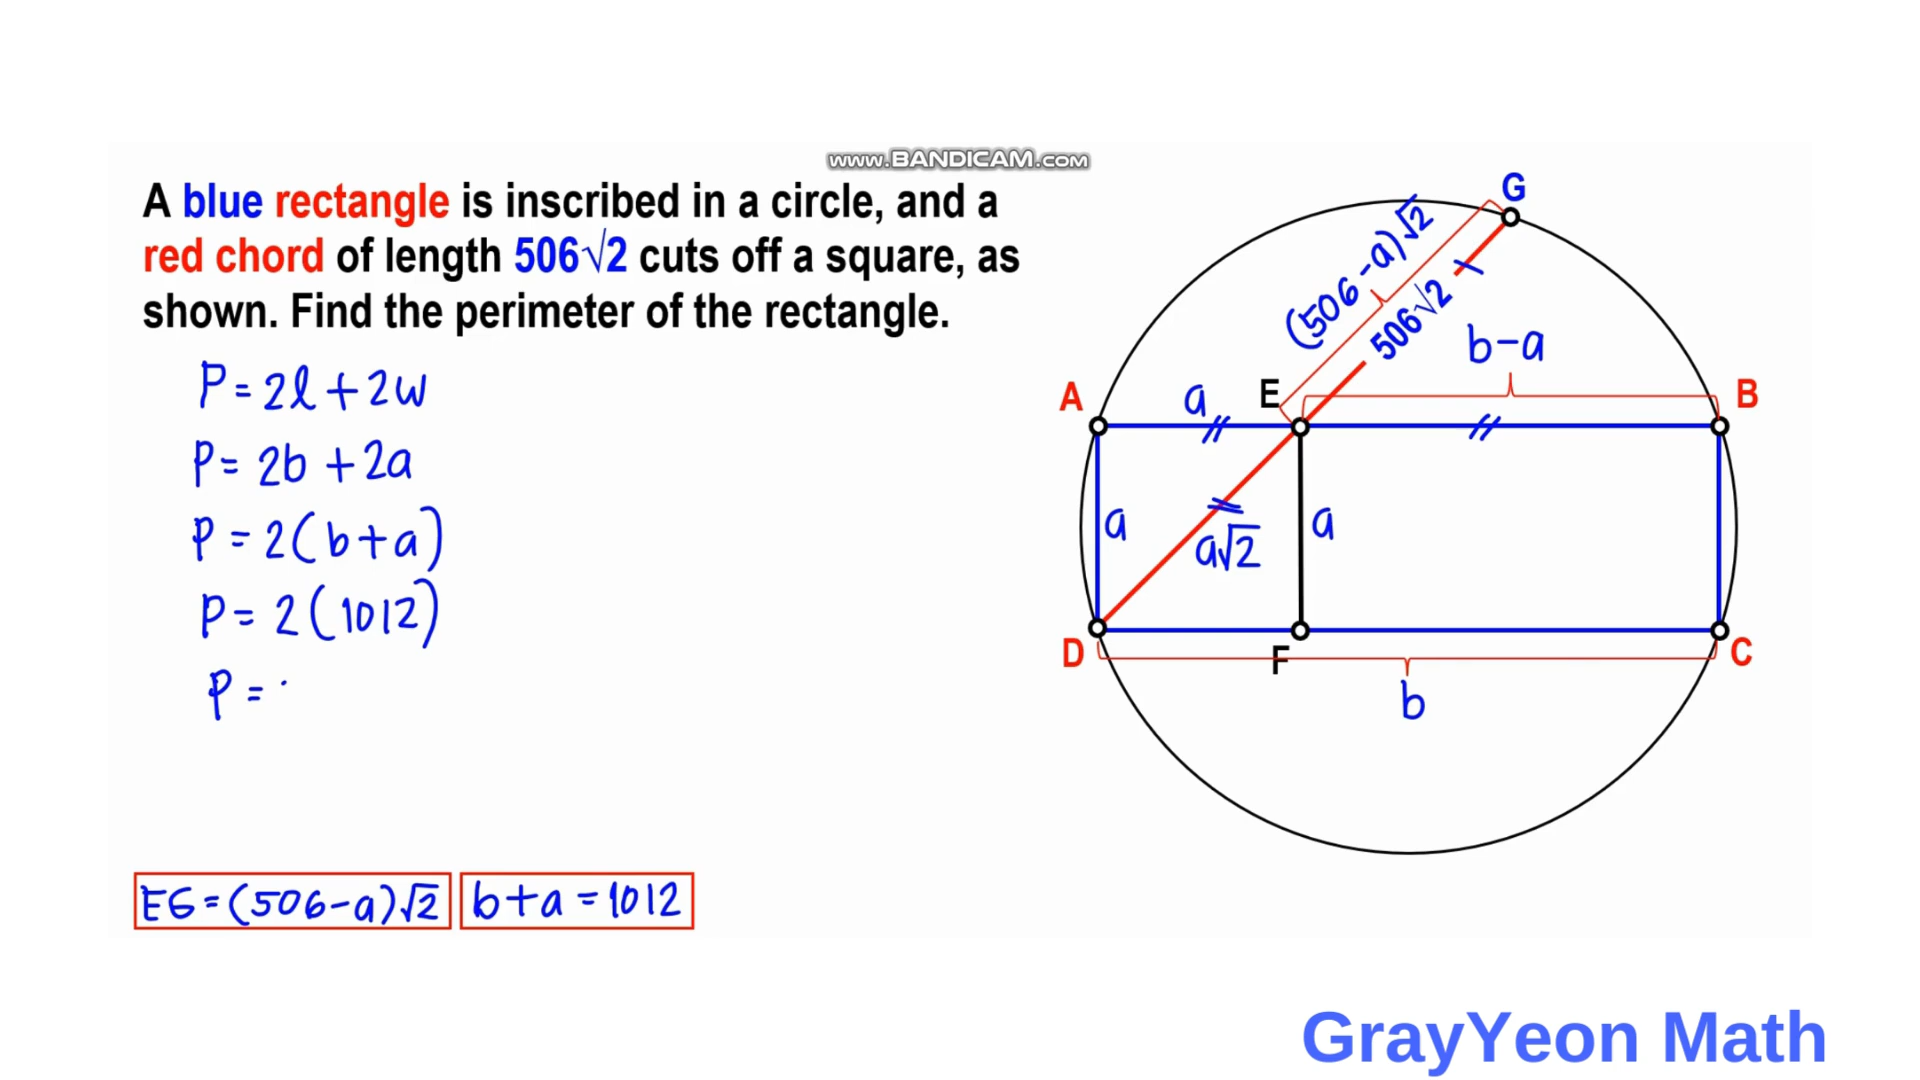 www.BANDICAM.com
A blue rectangle is inscribed in a circle, and a
red chord of length 506√2 cuts off a square, as
shown. Find the perimeter of the rectangle.
P = 2l + 2w
P = 2b + 2a
P = 2(b+a)
P = 2(1012)
P =
EG = (506-a)√2
b+a = 1012
G
(506-a)√2
506√2
b-a
A
a
E
B
a
a√2
a
D
F
C
b
GrayYeon Math